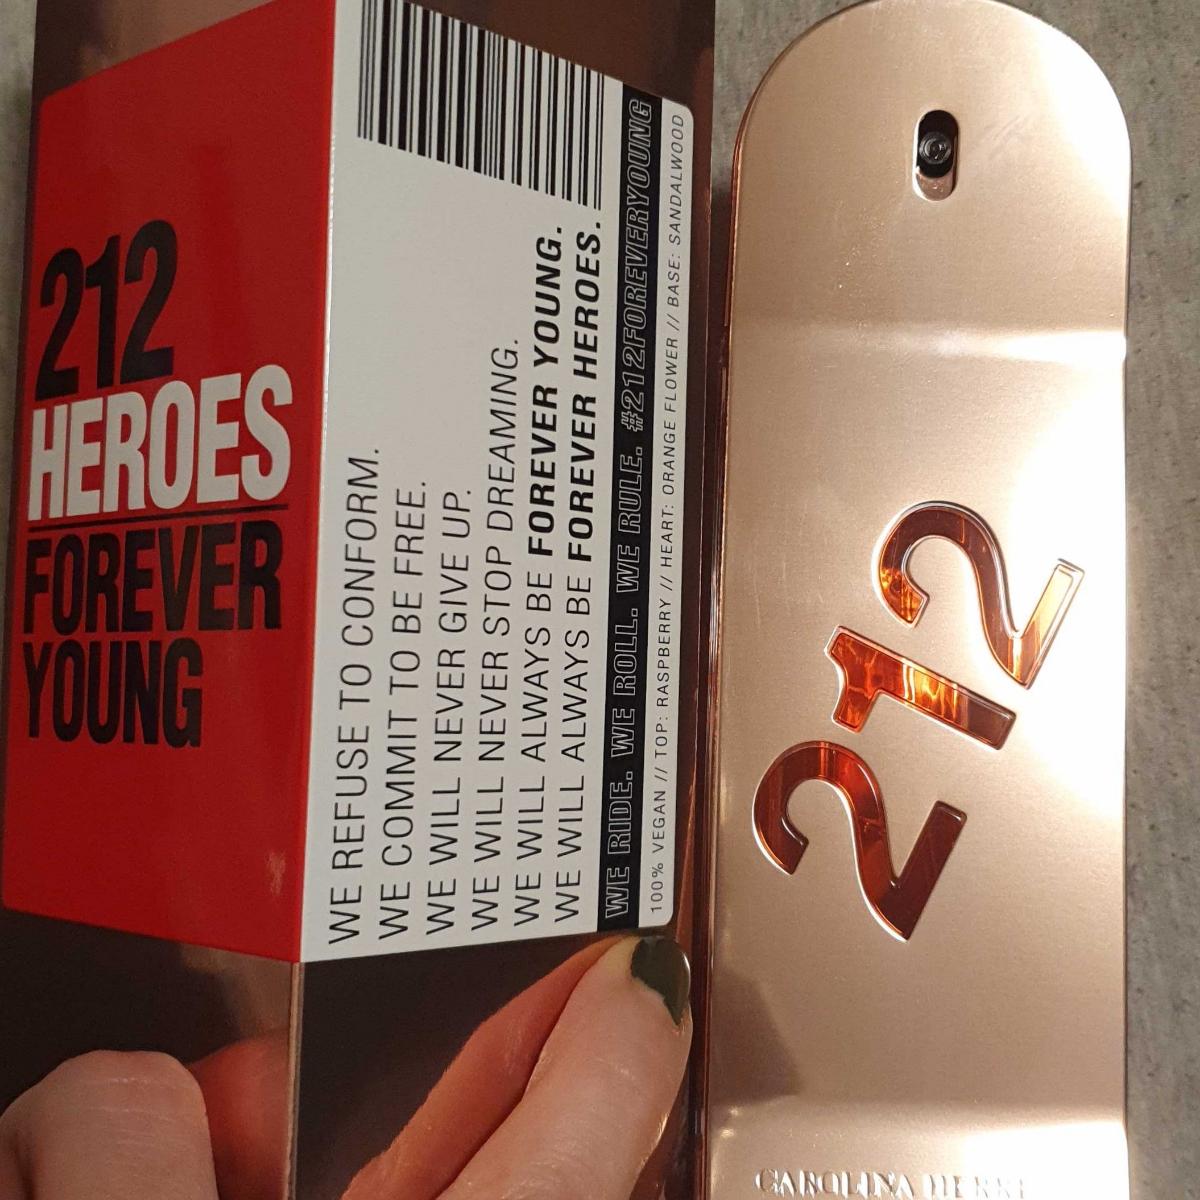 212
HEROES
FOREVER
YOUNG
WE REFUSE TO CONFORM.
WE COMMIT TO BE FREE.
WE WILL NEVER GIVE UP.
WE WILL NEVER STOP DREAMING.
WE WILL ALWAYS BE FOREVER YOUNG.
WE WILL ALWAYS BE FOREVER HEROES.
WE RIDE. WE ROLL. WE RULE. #212FOREVERYOUNG
100% VEGAN // TOP: RASPBERRY // HEART: ORANGE FLOWER // BASE: SANDALWOOD
212
CAROLINA